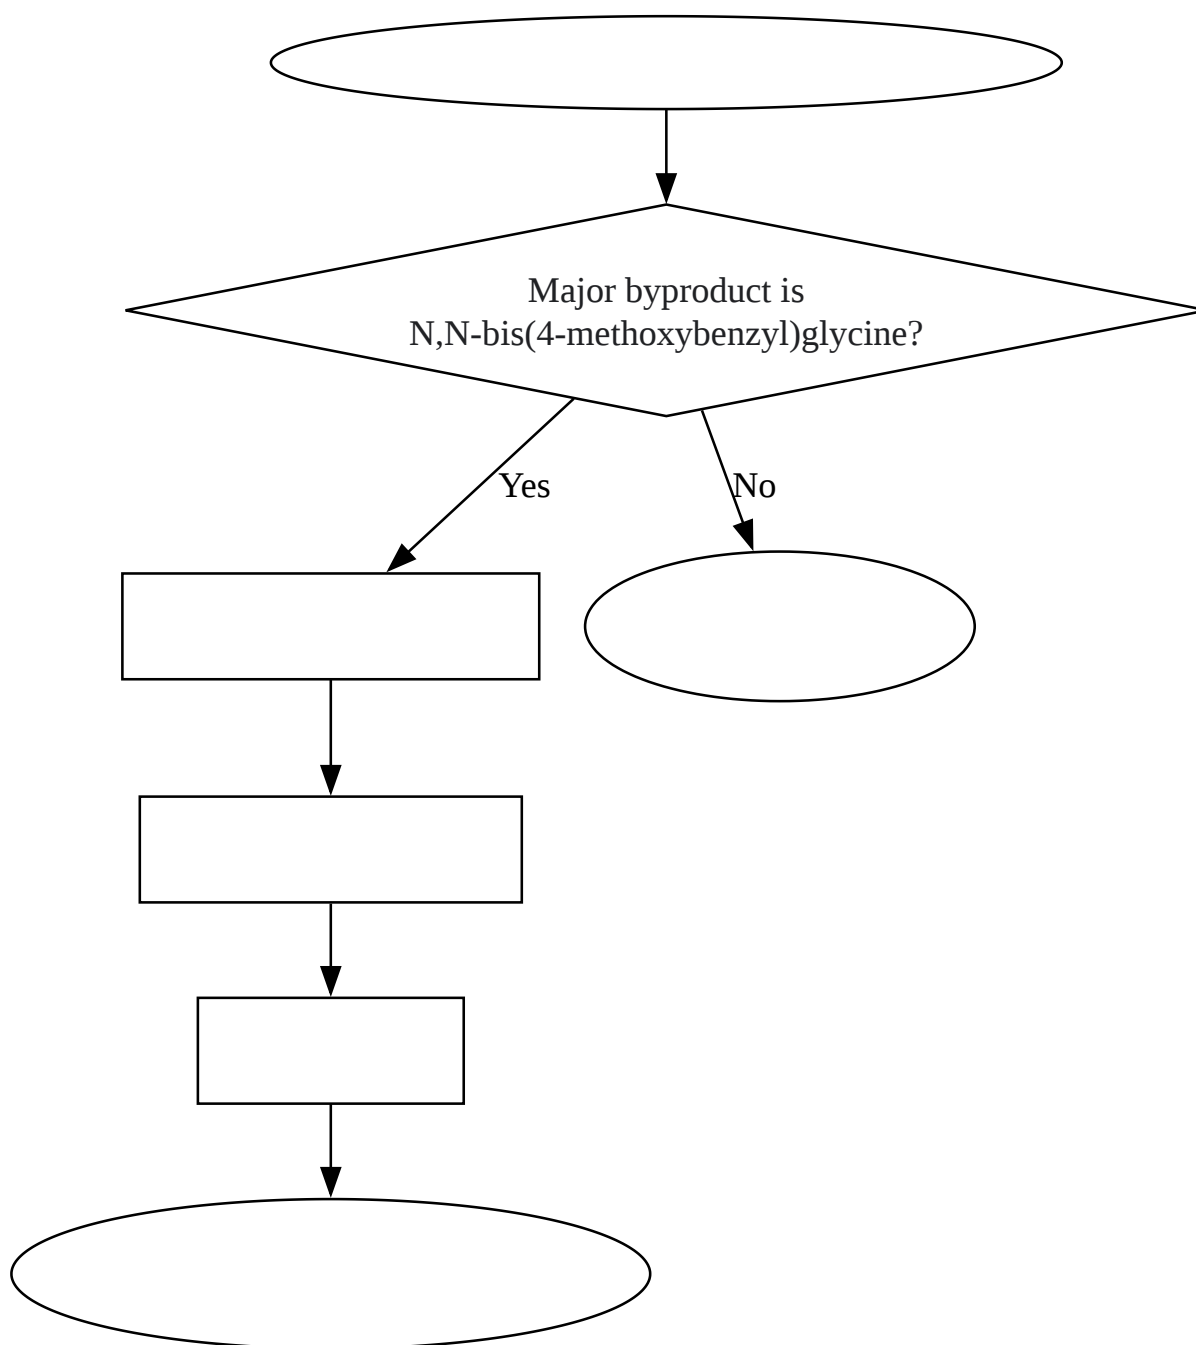 Major byproduct is
N,N-bis(4-methoxybenzyl)glycine?
Yes
No